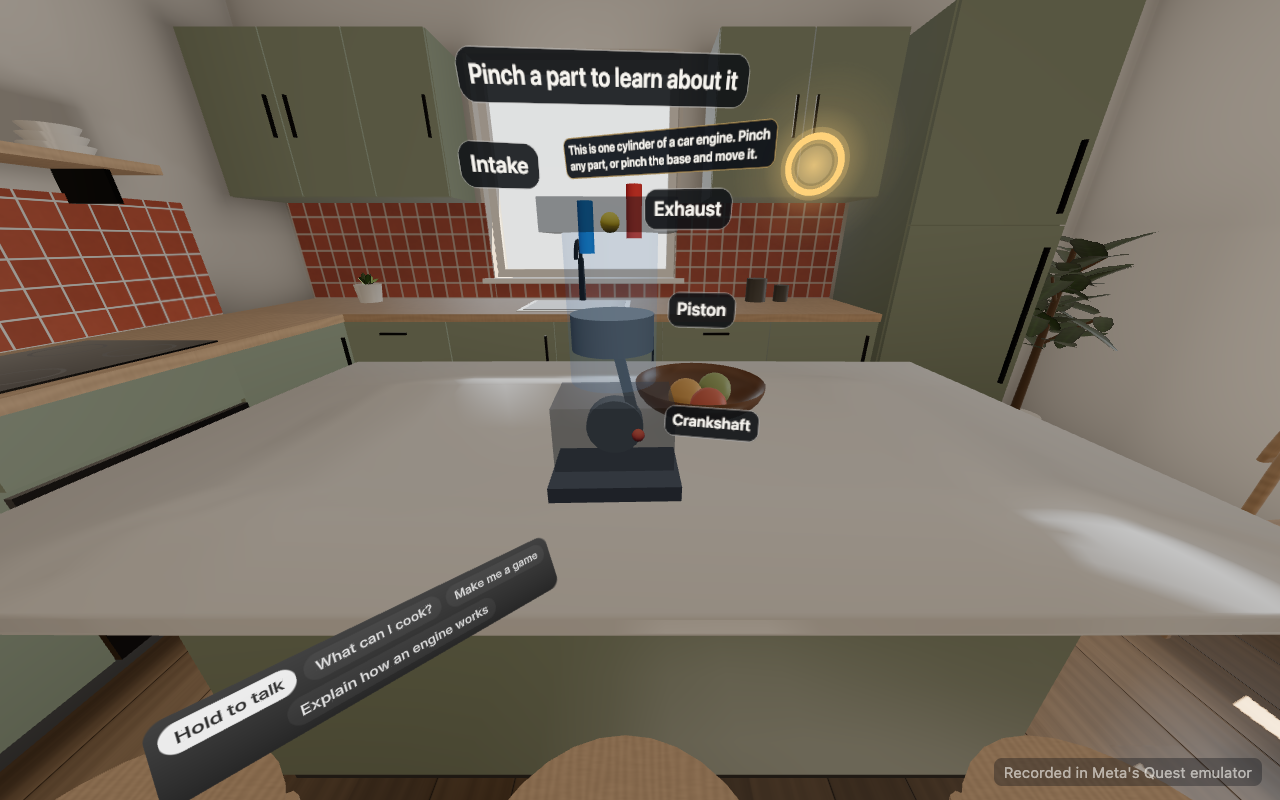 Pinch a part to learn about it
This is one cylinder of a car engine. Pinch
any part, or pinch the base and move it.
Intake
Exhaust
Piston
Crankshaft
Make me a game
What can I cook?
Explain how an engine works
Hold to talk
Recorded in Meta's Quest emulator